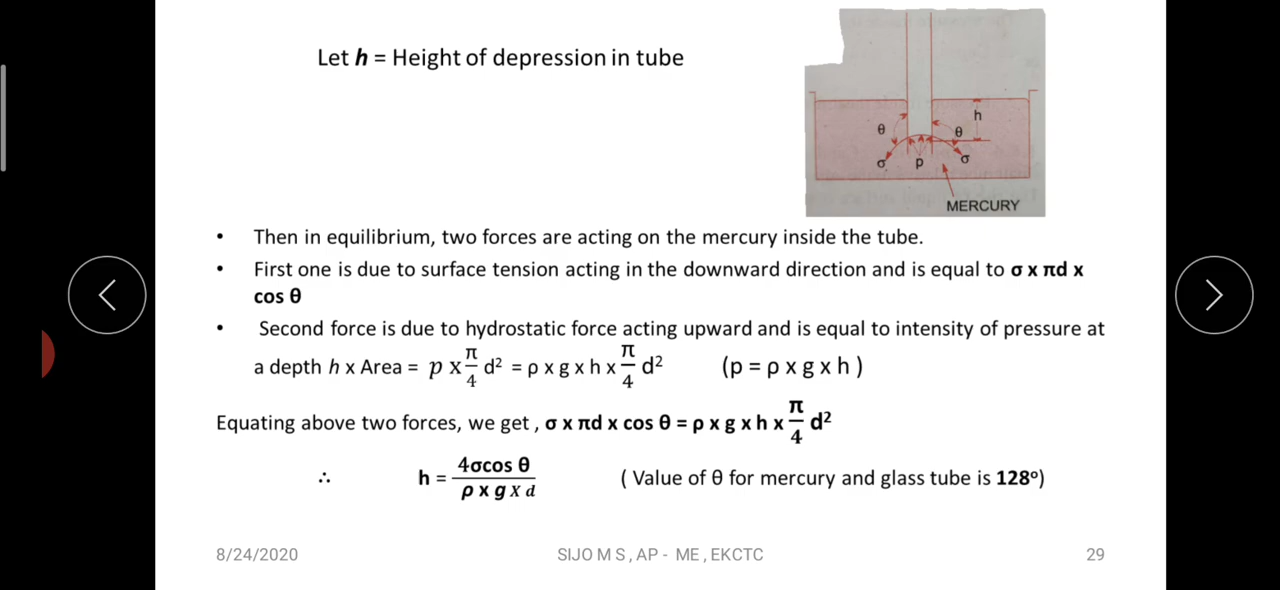 Let h = Height of depression in tube
h
θ
θ
σ
p
σ
MERCURY
• Then in equilibrium, two forces are acting on the mercury inside the tube.
• First one is due to surface tension acting in the downward direction and is equal to σ x πd x
cos θ
• Second force is due to hydrostatic force acting upward and is equal to intensity of pressure at
a depth h x Area = p x π/4 d² = ρ x g x h x π/4 d² (p = ρ x g x h )
Equating above two forces, we get , σ x πd x cos θ = ρ x g x h x π/4 d²
∴ h = 4σcos θ / ρ x g x d ( Value of θ for mercury and glass tube is 128º)
8/24/2020 SIJO M S , AP - ME , EKCTC 29